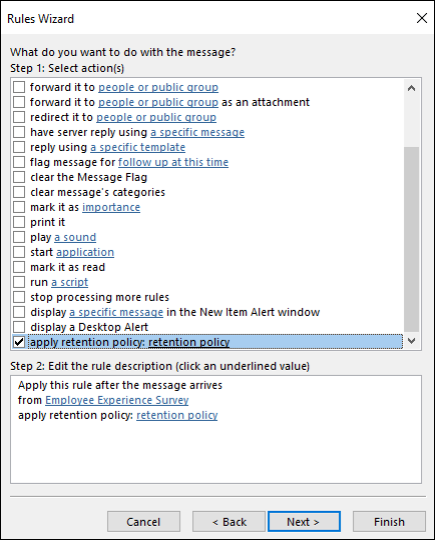 Rules Wizard
What do you want to do with the message?
Step 1: Select action(s)
forward it to people or public group
forward it to people or public group as an attachment
redirect it to people or public group
have server reply using a specific message
reply using a specific template
flag message for follow up at this time
clear the Message Flag
clear message's categories
mark it as importance
print it
play a sound
start application
mark it as read
run a script
stop processing more rules
display a specific message in the New Item Alert window
display a Desktop Alert
apply retention policy: retention policy
Step 2: Edit the rule description (click an underlined value)
Apply this rule after the message arrives
from Employee Experience Survey
apply retention policy: retention policy
Cancel < Back Next > Finish